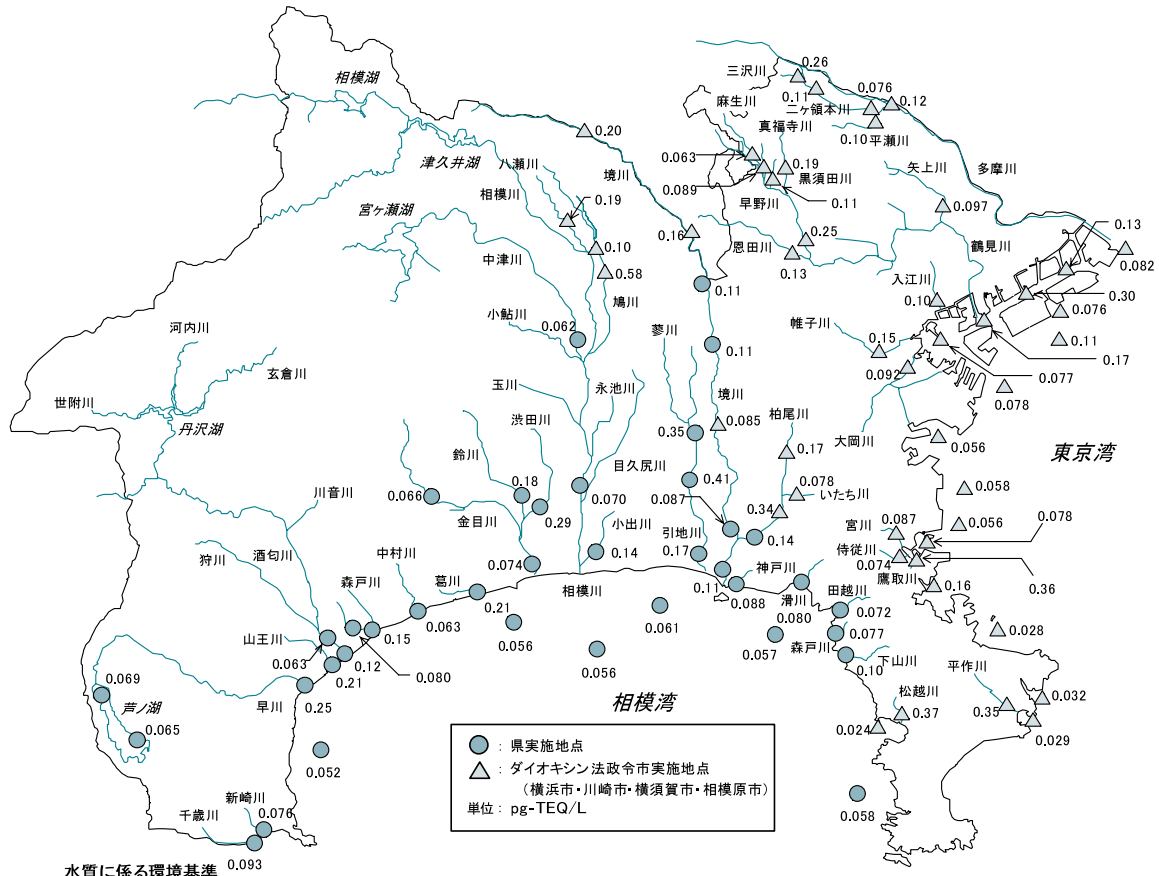 三沢川
0.26
相模湖
麻生川
0.11
0.076
二ヶ領本川
0.12
真福寺川
0.20
0.10
平瀬川
津久井湖
八瀬川
境川
0.063
0.19
矢上川
多摩川
相模川
0.089
黒須田川
0.19
早野川
0.11
0.097
宮ヶ瀬湖
0.16
恩田川
0.25
0.13
鶴見川
0.13
0.082
中津川
0.10
0.58
入江川
0.11
0.10
0.30
0.076
鳩川
小鮎川
0.062
蓼川
帷子川
0.15
0.11
0.17
河内川
0.11
0.077
玄倉川
玉川
永池川
0.092
0.078
世附川
境川
丹沢湖
渋田川
柏尾川
大岡川
0.085
0.35
0.056
東京湾
鈴川
0.17
目久尻川
0.066
0.18
0.41
0.078
0.058
川音川
0.070
0.087
いたち川
0.29
0.34
金目川
小出川
宮川
0.087
0.056
0.078
酒匂川
引地川
0.14
侍従川
狩川
中村川
0.14
0.17
0.074
0.074
森戸川
葛川
神戸川
鷹取川
0.36
相模川
0.11
滑川
田越川
0.16
0.21
0.088
0.080
0.072
0.063
0.061
山王川
0.15
0.077
0.028
0.063
0.12
0.056
0.057
森戸川
0.080
0.056
下山川
0.21
0.10
平作川
0.069
0.25
松越川
0.032
早川
相模湾
芦ノ湖
0.37
0.35
0.065
0.024
0.029
0.052
: 県実施地点
: ダイオキシン法政令市実施地点
(横浜市・川崎市・横須賀市・相模原市)
単位: pg-TEQ/L
0.058
新崎川
0.076
千歳川
0.093
水質に係る環境基準